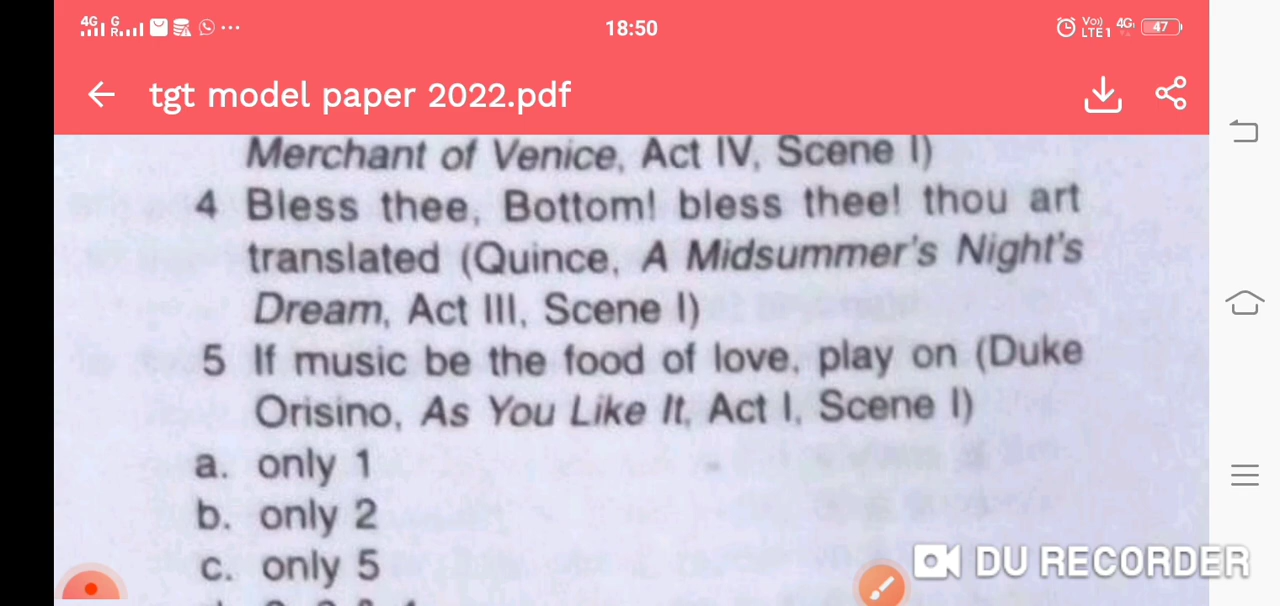 4G G R 18:50 Vo)) LTE1 4G 47
tgt model paper 2022.pdf
Merchant of Venice, Act IV, Scene I)
4 Bless thee, Bottom! bless thee! thou art
translated (Quince, A Midsummer's Night's
Dream, Act III, Scene I)
5 If music be the food of love, play on (Duke
Orisino, As You Like It, Act I, Scene I)
a. only 1
b. only 2
c. only 5
DU RECORDER